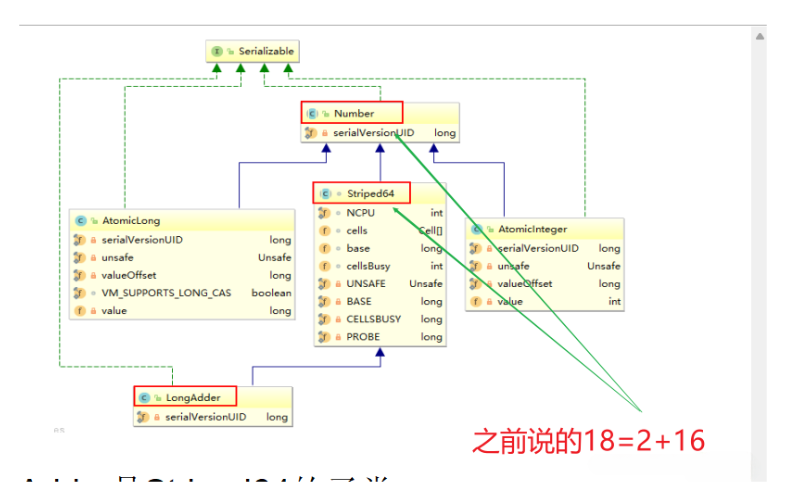 Serializable
Number
serialVersionUID long
Striped64
NCPU int
cells Cell[]
base long
cellsBusy int
UNSAFE Unsafe
BASE long
CELLSBUSY long
PROBE long
AtomicLong
serialVersionUID long
unsafe Unsafe
valueOffset long
VM_SUPPORTS_LONG_CAS boolean
value long
AtomicInteger
serialVersionUID long
unsafe Unsafe
valueOffset long
value int
LongAdder
serialVersionUID long
之前说的18=2+16